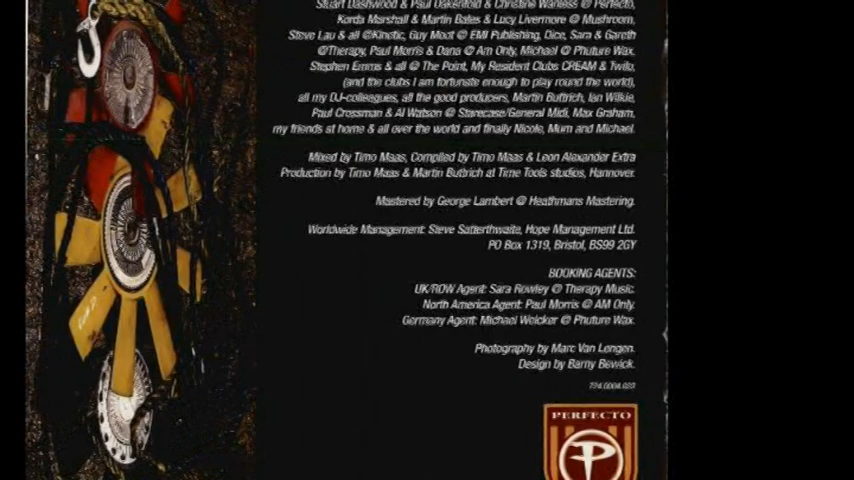 Stuart Dashwood & Paul Oakenfold & Christine Wanless @ Perfecto,
Korda Marshall & Martin Bales & Lucy Livermore @ Mushroom,
Steve Lau & all @Kinetic, Guy Moot @ EMI Publishing, Dice, Sara & Gareth
@Therapy, Paul Morris & Dana @ Am Only, Michael @ Phuture Wax,
Stephen Emms & all @ The Point, My Resident Clubs CREAM & Twilo,
(and the clubs I am fortunate enough to play round the world),
all my DJ-colleagues, all the good producers, Martin Buttrich, Ian Wilkie,
Paul Crossman & Al Watson @ Starecase/General Midi, Max Graham,
my friends at home & all over the world and finally Nicole, Mum and Michael.
Mixed by Timo Maas, Compiled by Timo Maas & Leon Alexander Extra
Production by Timo Maas & Martin Buttrich at Time Tools studios, Hannover.
Mastered by George Lambert @ Heathmans Mastering.
Worldwide Management: Steve Satterthwaite, Hope Management Ltd.
PO Box 1319, Bristol, BS99 2GY
BOOKING AGENTS:
UK/ROW Agent: Sara Rowley @ Therapy Music.
North America Agent: Paul Morris @ AM Only.
Germany Agent: Michael Weicker @ Phuture Wax.
Photography by Marc Van Lengen.
Design by Barny Bewick.
PERFECTO
P